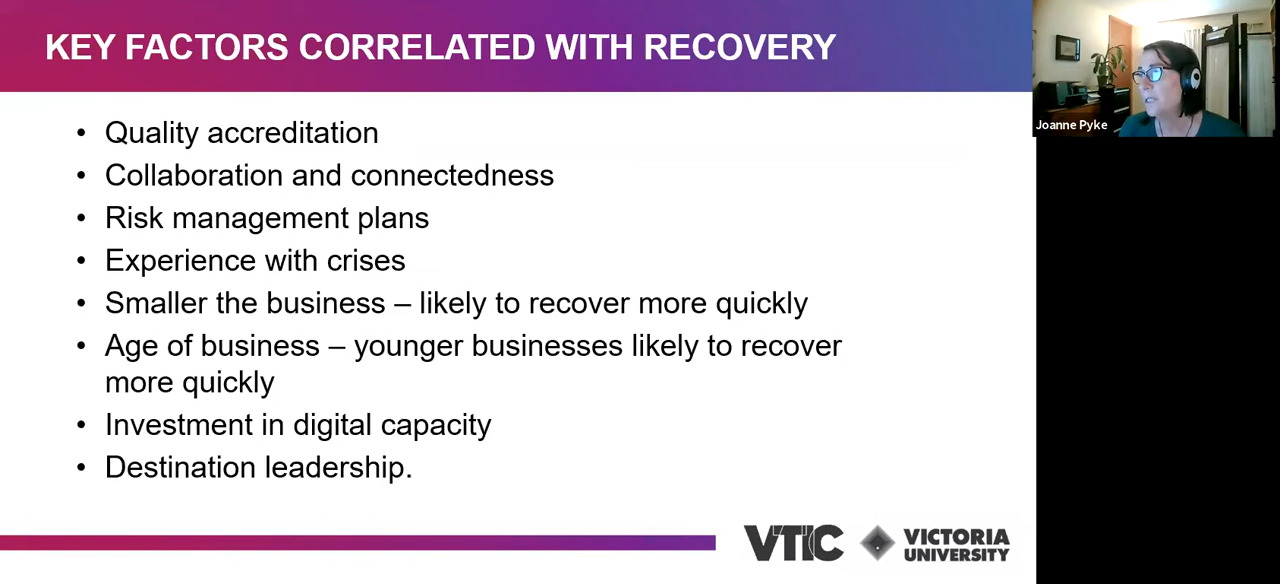 KEY FACTORS CORRELATED WITH RECOVERY
Joanne Pyke
• Quality accreditation
• Collaboration and connectedness
• Risk management plans
• Experience with crises
• Smaller the business – likely to recover more quickly
• Age of business – younger businesses likely to recover
more quickly
• Investment in digital capacity
• Destination leadership.
VTIC
VICTORIA
UNIVERSITY